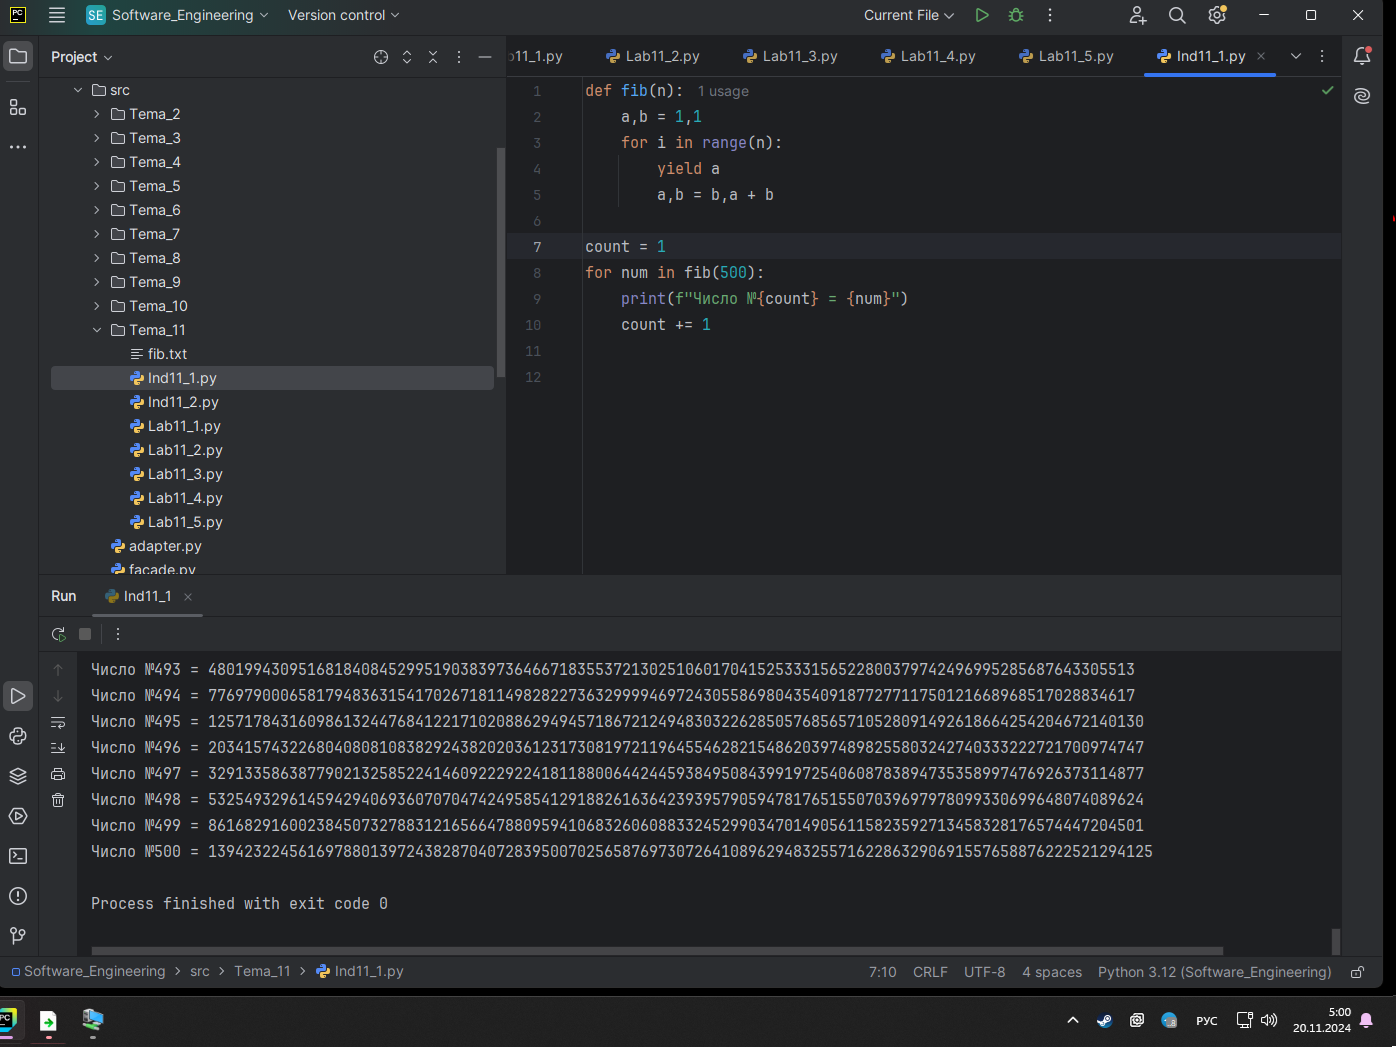 PC SE Software_Engineering Version control Current File
Project
src
Tema_2
Tema_3
Tema_4
Tema_5
Tema_6
Tema_7
Tema_8
Tema_9
Tema_10
Tema_11
fib.txt
Ind11_1.py
Ind11_2.py
Lab11_1.py
Lab11_2.py
Lab11_3.py
Lab11_4.py
Lab11_5.py
adapter.py
facade.py
b11_1.py Lab11_2.py Lab11_3.py Lab11_4.py Lab11_5.py Ind11_1.py
1 def fib(n): 1 usage
2 a,b = 1,1
3 for i in range(n):
4 yield a
5 a,b = b,a + b
6
7 count = 1
8 for num in fib(500):
9 print(f"Число №{count} = {num}")
10 count += 1
11
12
Run Ind11_1
Число №493 = 4801994309516818408452995190383973646671835537213025106017041525333156522800379742496995285687643305513
Число №494 = 7769790006581794836315417026718114982822736329999469724305586980435409187727711750121668968517028834617
Число №495 = 12571784316098613244768412217102088629494571867212494830322628505768565710528091492618664254204672140130
Число №496 = 20341574322680408081083829243820203612317308197211964554628215486203974898255803242740333222721700974747
Число №497 = 32913358638779021325852241460922292241811880064424459384950843991972540608783894735358997476926373114877
Число №498 = 53254932961459429406936070704742495854129188261636423939579059478176515507039697978099330699648074089624
Число №499 = 86168291600238450732788312165664788095941068326060883324529903470149056115823592713458328176574447204501
Число №500 = 139423224561697880139724382870407283950070256587697307264108962948325571622863290691557658876222521294125
Process finished with exit code 0
Software_Engineering > src > Tema_11 > Ind11_1.py 7:10 CRLF UTF-8 4 spaces Python 3.12 (Software_Engineering)
PC РУС 5:00
20.11.2024